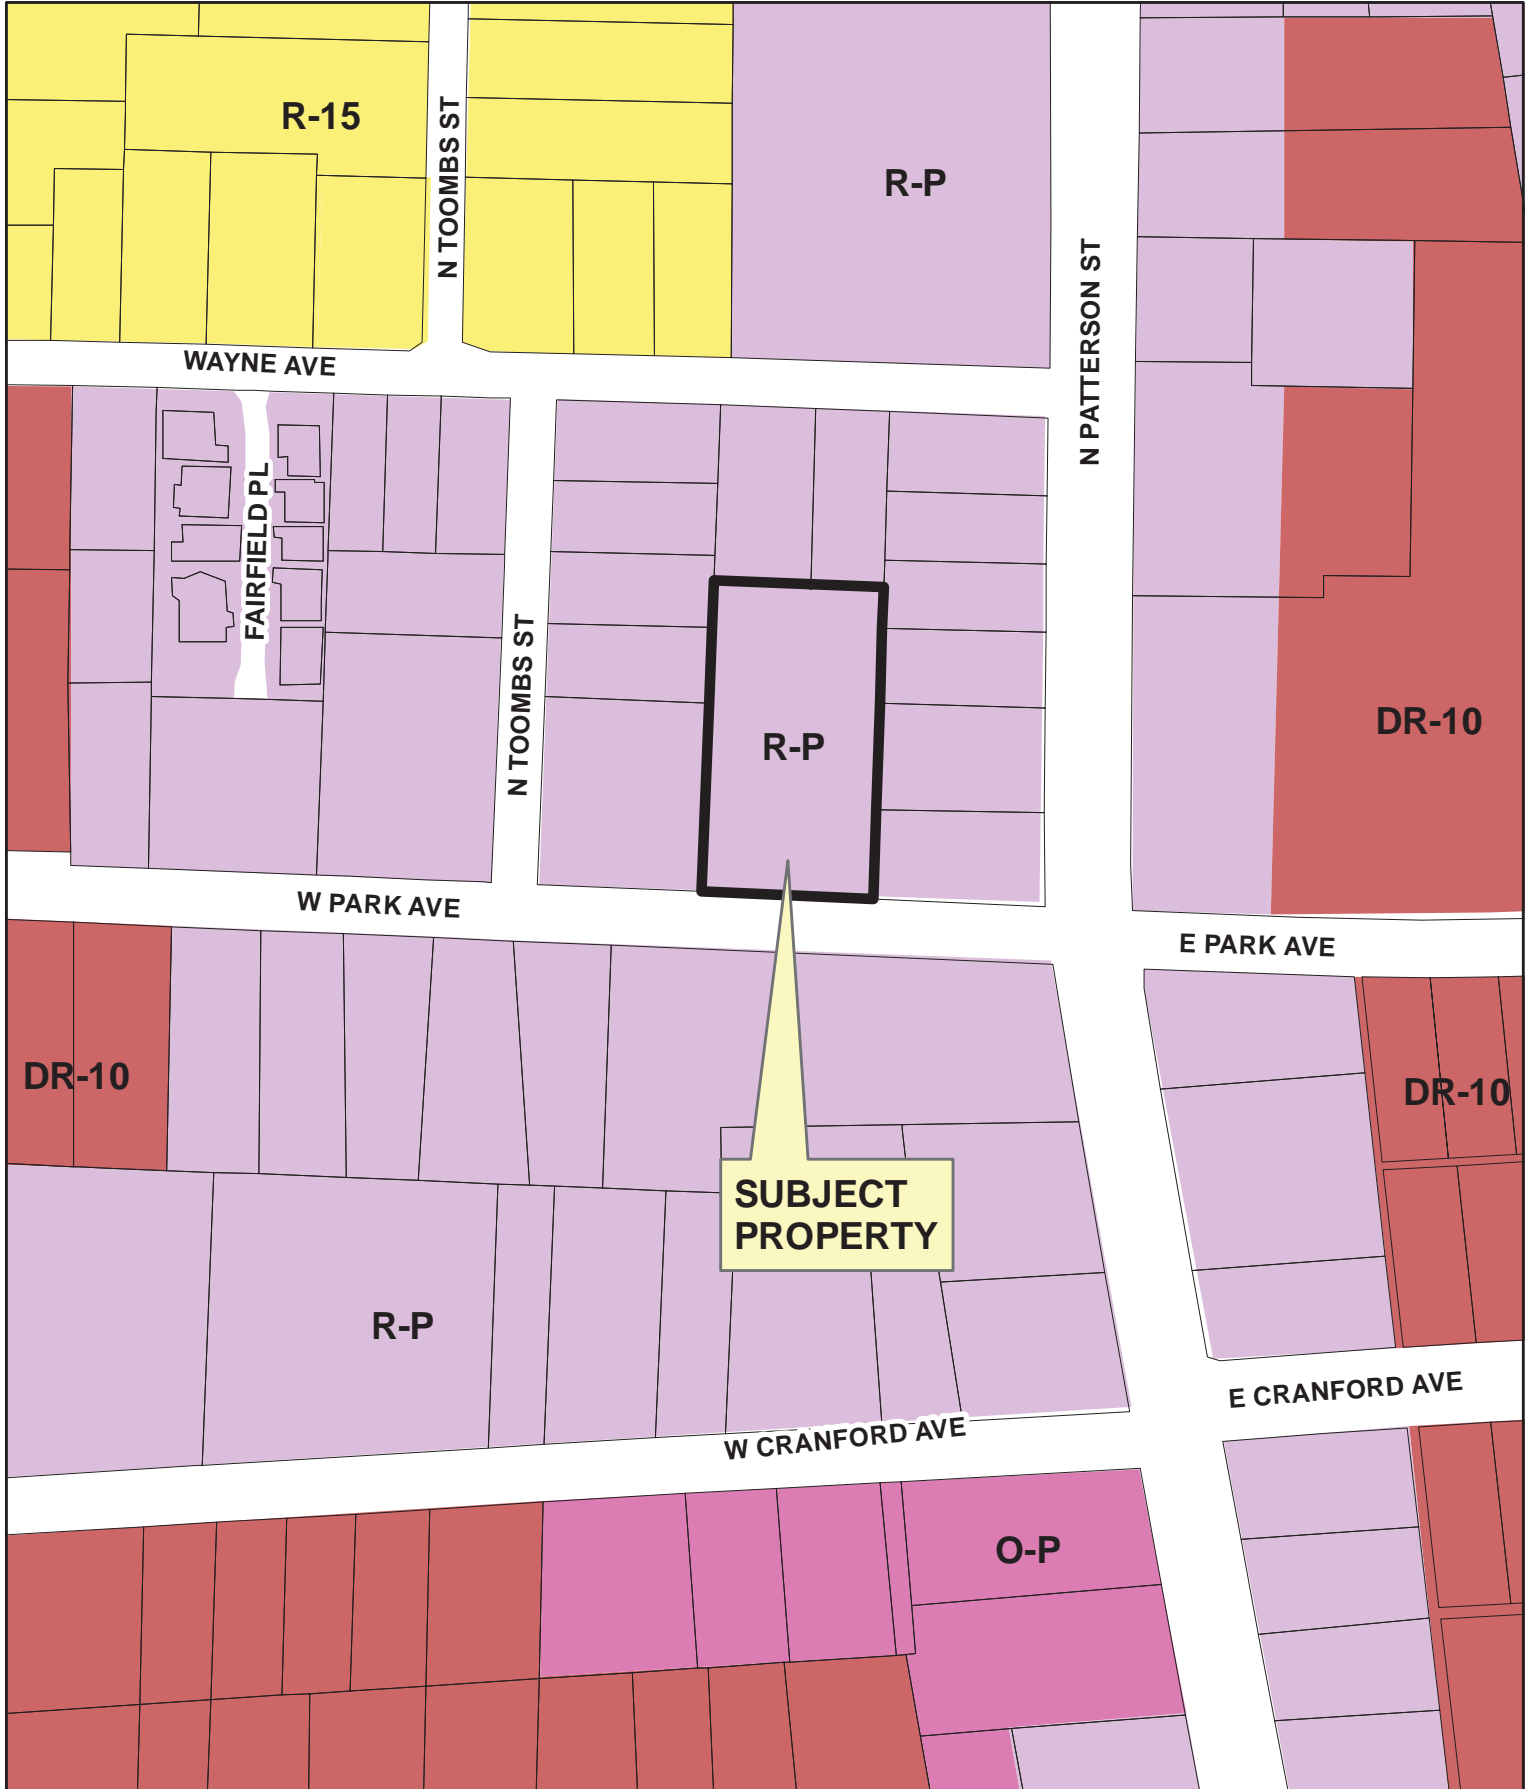 R-15
N TOOMBS ST
R-P
N PATTERSON ST
WAYNE AVE
FAIRFIELD PL
N TOOMBS ST
R-P
DR-10
W PARK AVE
E PARK AVE
DR-10
DR-10
SUBJECT
PROPERTY
R-P
E CRANFORD AVE
W CRANFORD AVE
O-P